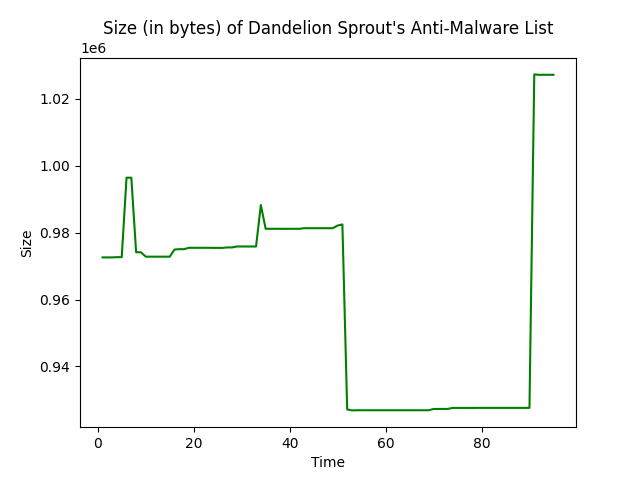 Size (in bytes) of Dandelion Sprout's Anti-Malware List
1e6
1.02
1.00
0.98
0.96
0.94
Size
0 20 40 60 80
Time